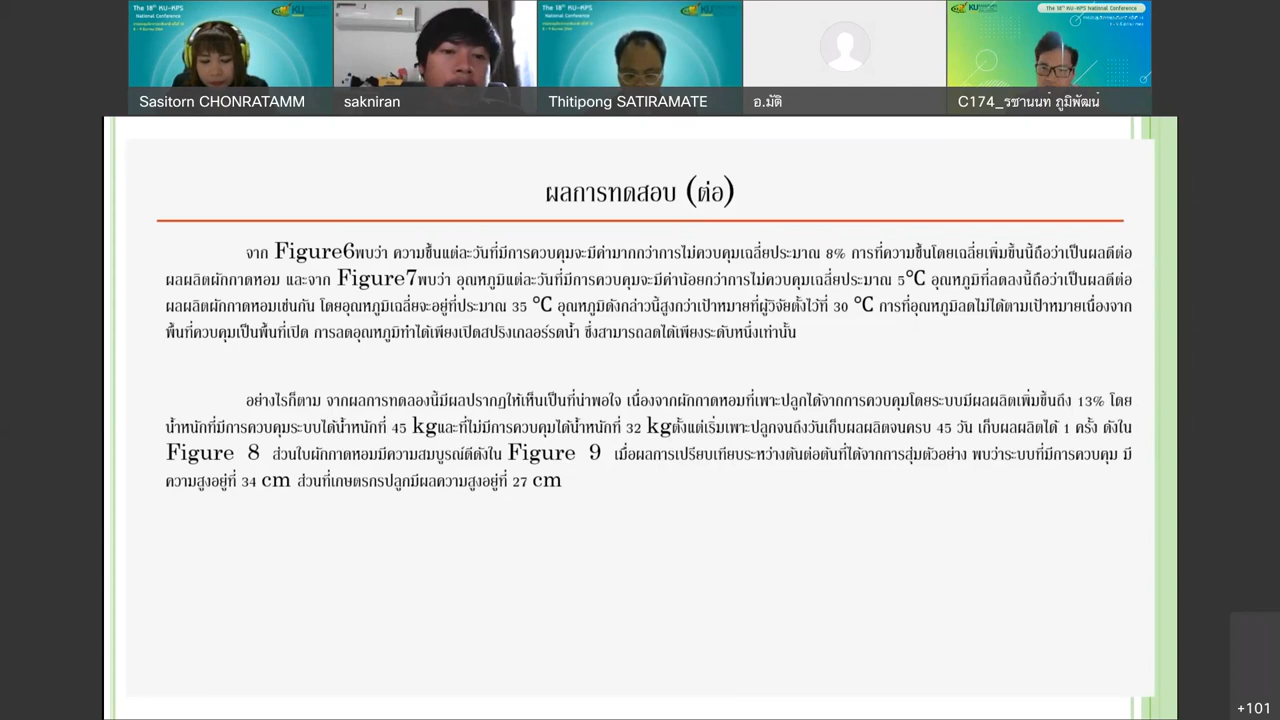 The 18th KU-KPS
National Conference
The 18th KU-KPS
National Conference
The 18th KU-KPS National Conference
Sasitorn CHONRATAMM
sakniran
Thitipong SATIRAMATE
อ.มัติ
C174_รชานนท์ ภูมิพัฒน์
ผลการทดสอบ (ต่อ)
จาก Figure6พบว่า ความชื้นแต่ละวันที่มีการควบคุมจะมีค่ามากกว่าการไม่ควบคุมเฉลี่ยประมาณ 8% การที่ความชื้นโดยเฉลี่ยเพิ่มขึ้นนี้ถือว่าเป็นผลดีต่อ
ผลผลิตผักกาดหอม และจาก Figure7พบว่า อุณหภูมิแต่ละวันที่มีการควบคุมจะมีค่าน้อยกว่าการไม่ควบคุมเฉลี่ยประมาณ 5°C อุณหภูมิที่ลดลงนี้ถือว่าเป็นผลดีต่อ
ผลผลิตผักกาดหอมเช่นกัน โดยอุณหภูมิเฉลี่ยจะอยู่ที่ประมาณ 35 °C อุณหภูมิดังกล่าวนี้สูงกว่าเป้าหมายที่ผู้วิจัยตั้งไว้ที่ 30 °C การที่อุณหภูมิลดไม่ได้ตามเป้าหมายเนื่องจาก
พื้นที่ควบคุมเป็นพื้นที่เปิด การลดอุณหภูมิทำได้เพียงเปิดสปริงเกลอร์รดน้ำ ซึ่งสามารถลดได้เพียงระดับหนึ่งเท่านั้น
อย่างไรก็ตาม จากผลการทดลองนี้มีผลปรากฏให้เห็นเป็นที่น่าพอใจ เนื่องจากผักกาดหอมที่เพาะปลูกได้จากการควบคุมโดยระบบมีผลผลิตเพิ่มขึ้นถึง 13% โดย
น้ำหนักที่มีการควบคุมระบบได้น้ำหนักที่ 45 kgและที่ไม่มีการควบคุมได้น้ำหนักที่ 32 kgตั้งแต่เริ่มเพาะปลูกจนถึงวันเก็บผลผลิตจนครบ 45 วัน เก็บผลผลิตได้ 1 ครั้ง ดังใน
Figure 8 ส่วนใบผักกาดหอมมีความสมบูรณ์ดีดังใน Figure 9 เมื่อผลการเปรียบเทียบระหว่างต้นต่อต้นที่ได้จากการสุ่มตัวอย่าง พบว่าระบบที่มีการควบคุม มี
ความสูงอยู่ที่ 34 cm ส่วนที่เกษตรกรปลูกมีผลความสูงอยู่ที่ 27 cm
+101